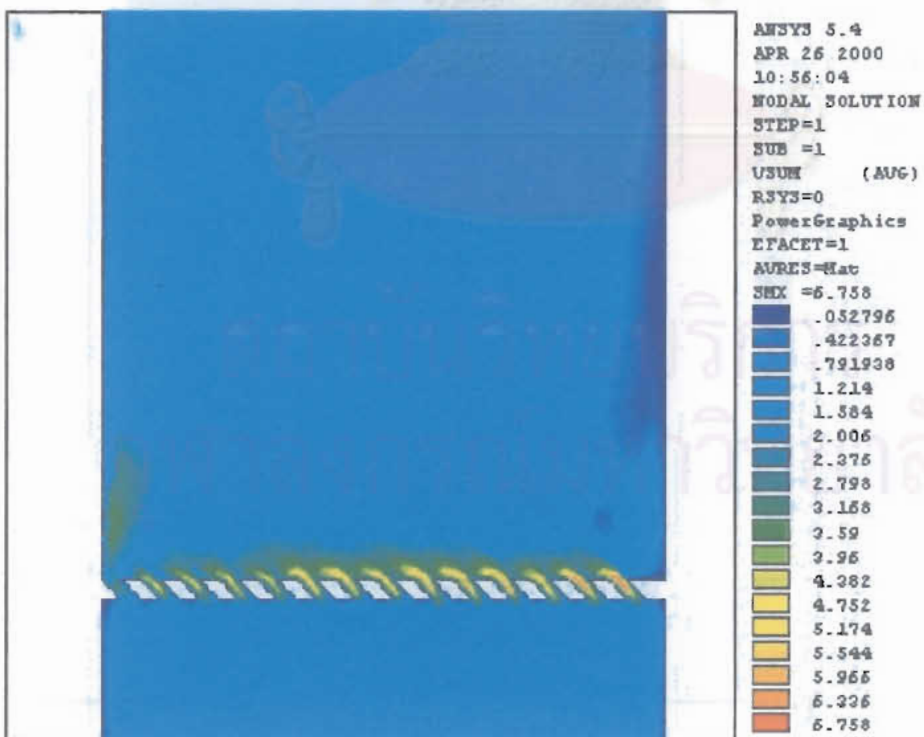 ANSYS 5.4
APR 26 2000
10:56:04
NODAL SOLUTION
STEP=1
SUB =1
USUM (AVG)
RSYS=0
PowerGraphics
EFACET=1
AVRES=Mat
SMX =6.758
.052796
.422367
.791938
1.214
1.584
2.006
2.376
2.798
3.168
3.59
3.96
4.382
4.752
5.174
5.544
5.966
6.336
6.758